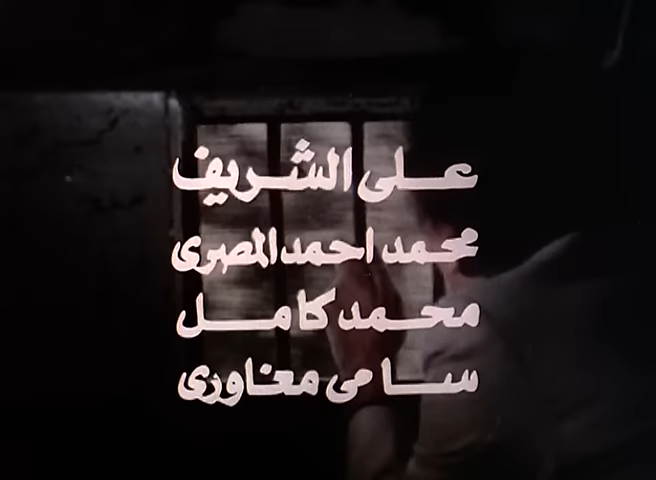 على الشريف
محمد احمد المصرى
محمد كامل
سامى مغاورى